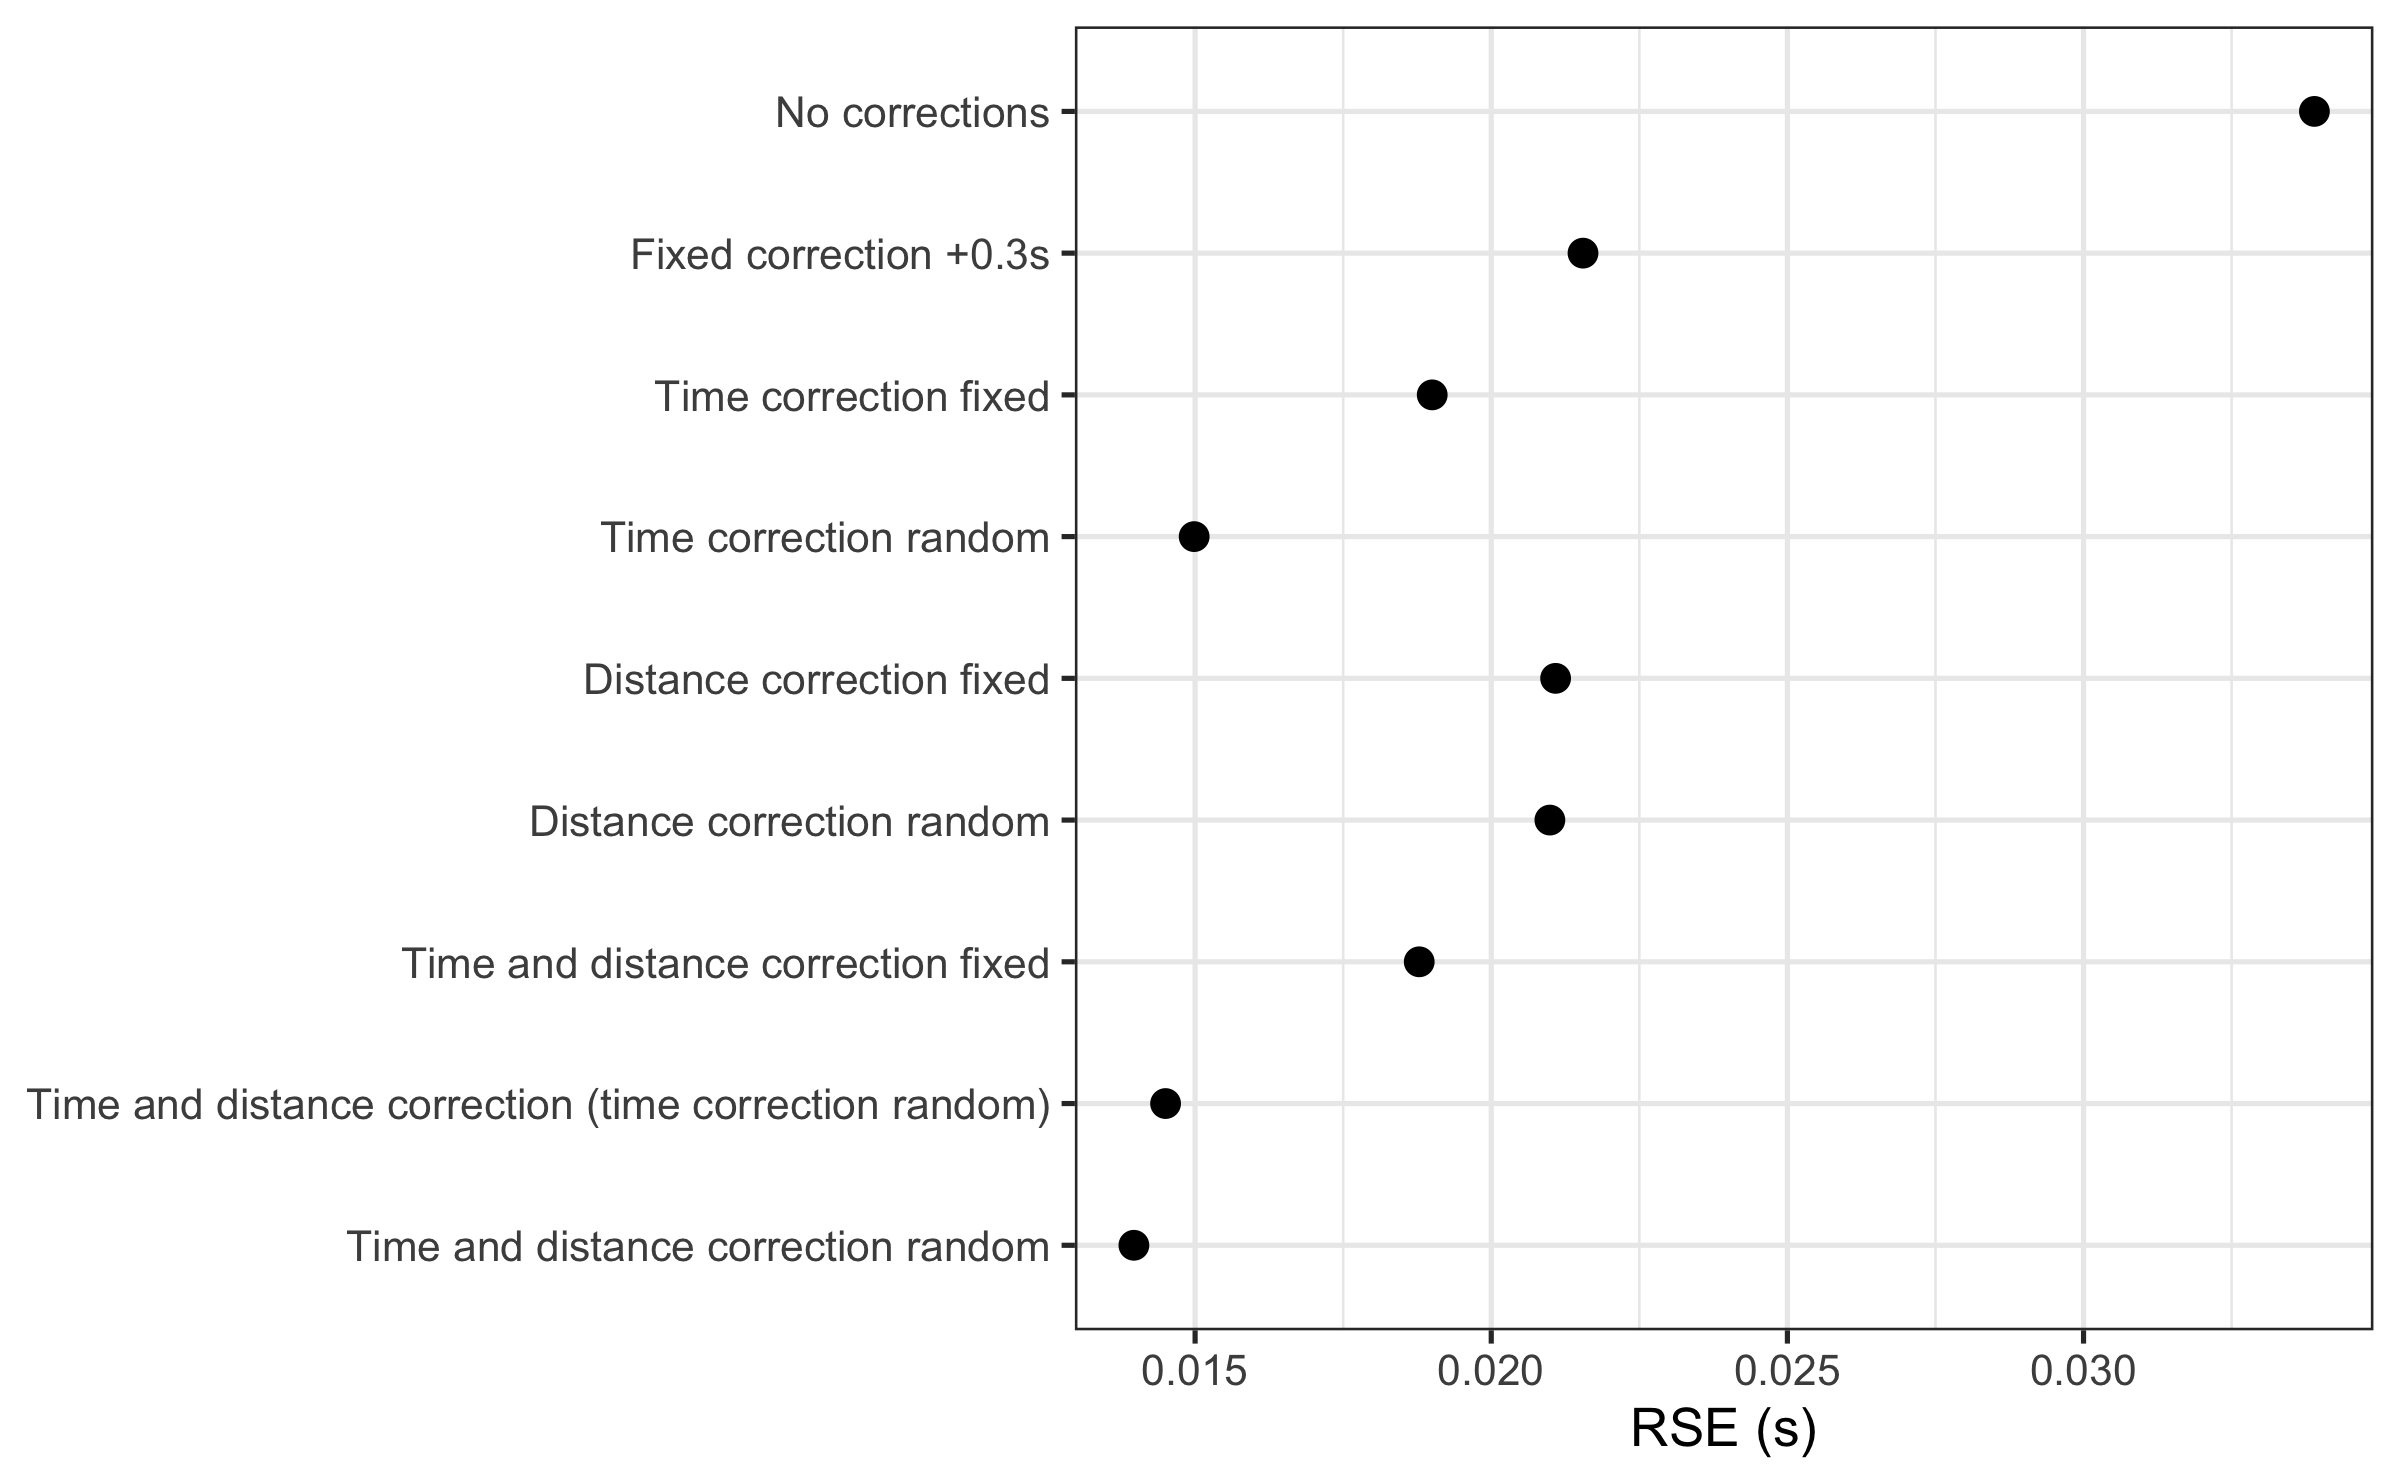 No corrections
Fixed correction +0.3s
Time correction fixed
Time correction random
Distance correction fixed
Distance correction random
Time and distance correction fixed
Time and distance correction (time correction random)
Time and distance correction random
0.015 0.020 0.025 0.030
RSE (s)